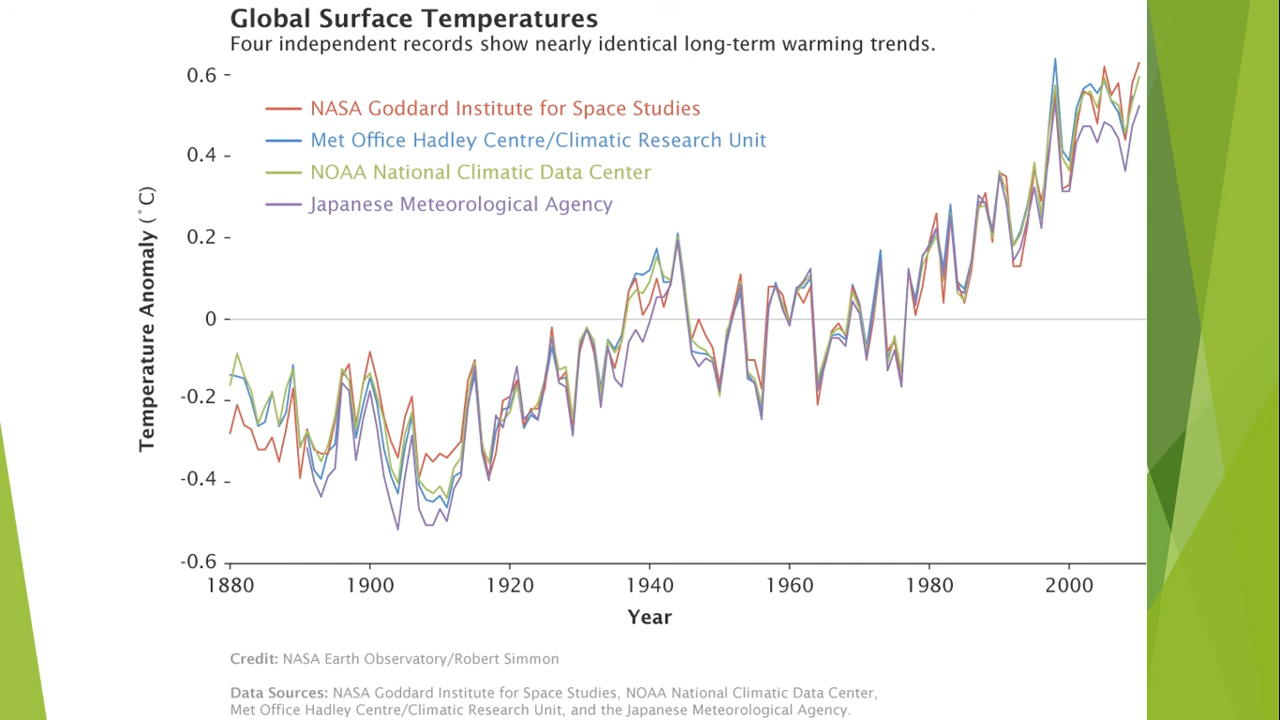 Global Surface Temperatures
Four independent records show nearly identical long-term warming trends.
0.6
NASA Goddard Institute for Space Studies
Met Office Hadley Centre/Climatic Research Unit
0.4
NOAA National Climatic Data Center
Japanese Meteorological Agency
0.2
Temperature Anomaly (˚C)
0
-0.2
-0.4
-0.6
1880 1900 1920 1940 1960 1980 2000
Year
Credit: NASA Earth Observatory/Robert Simmon
Data Sources: NASA Goddard Institute for Space Studies, NOAA National Climatic Data Center,
Met Office Hadley Centre/Climatic Research Unit, and the Japanese Meteorological Agency.